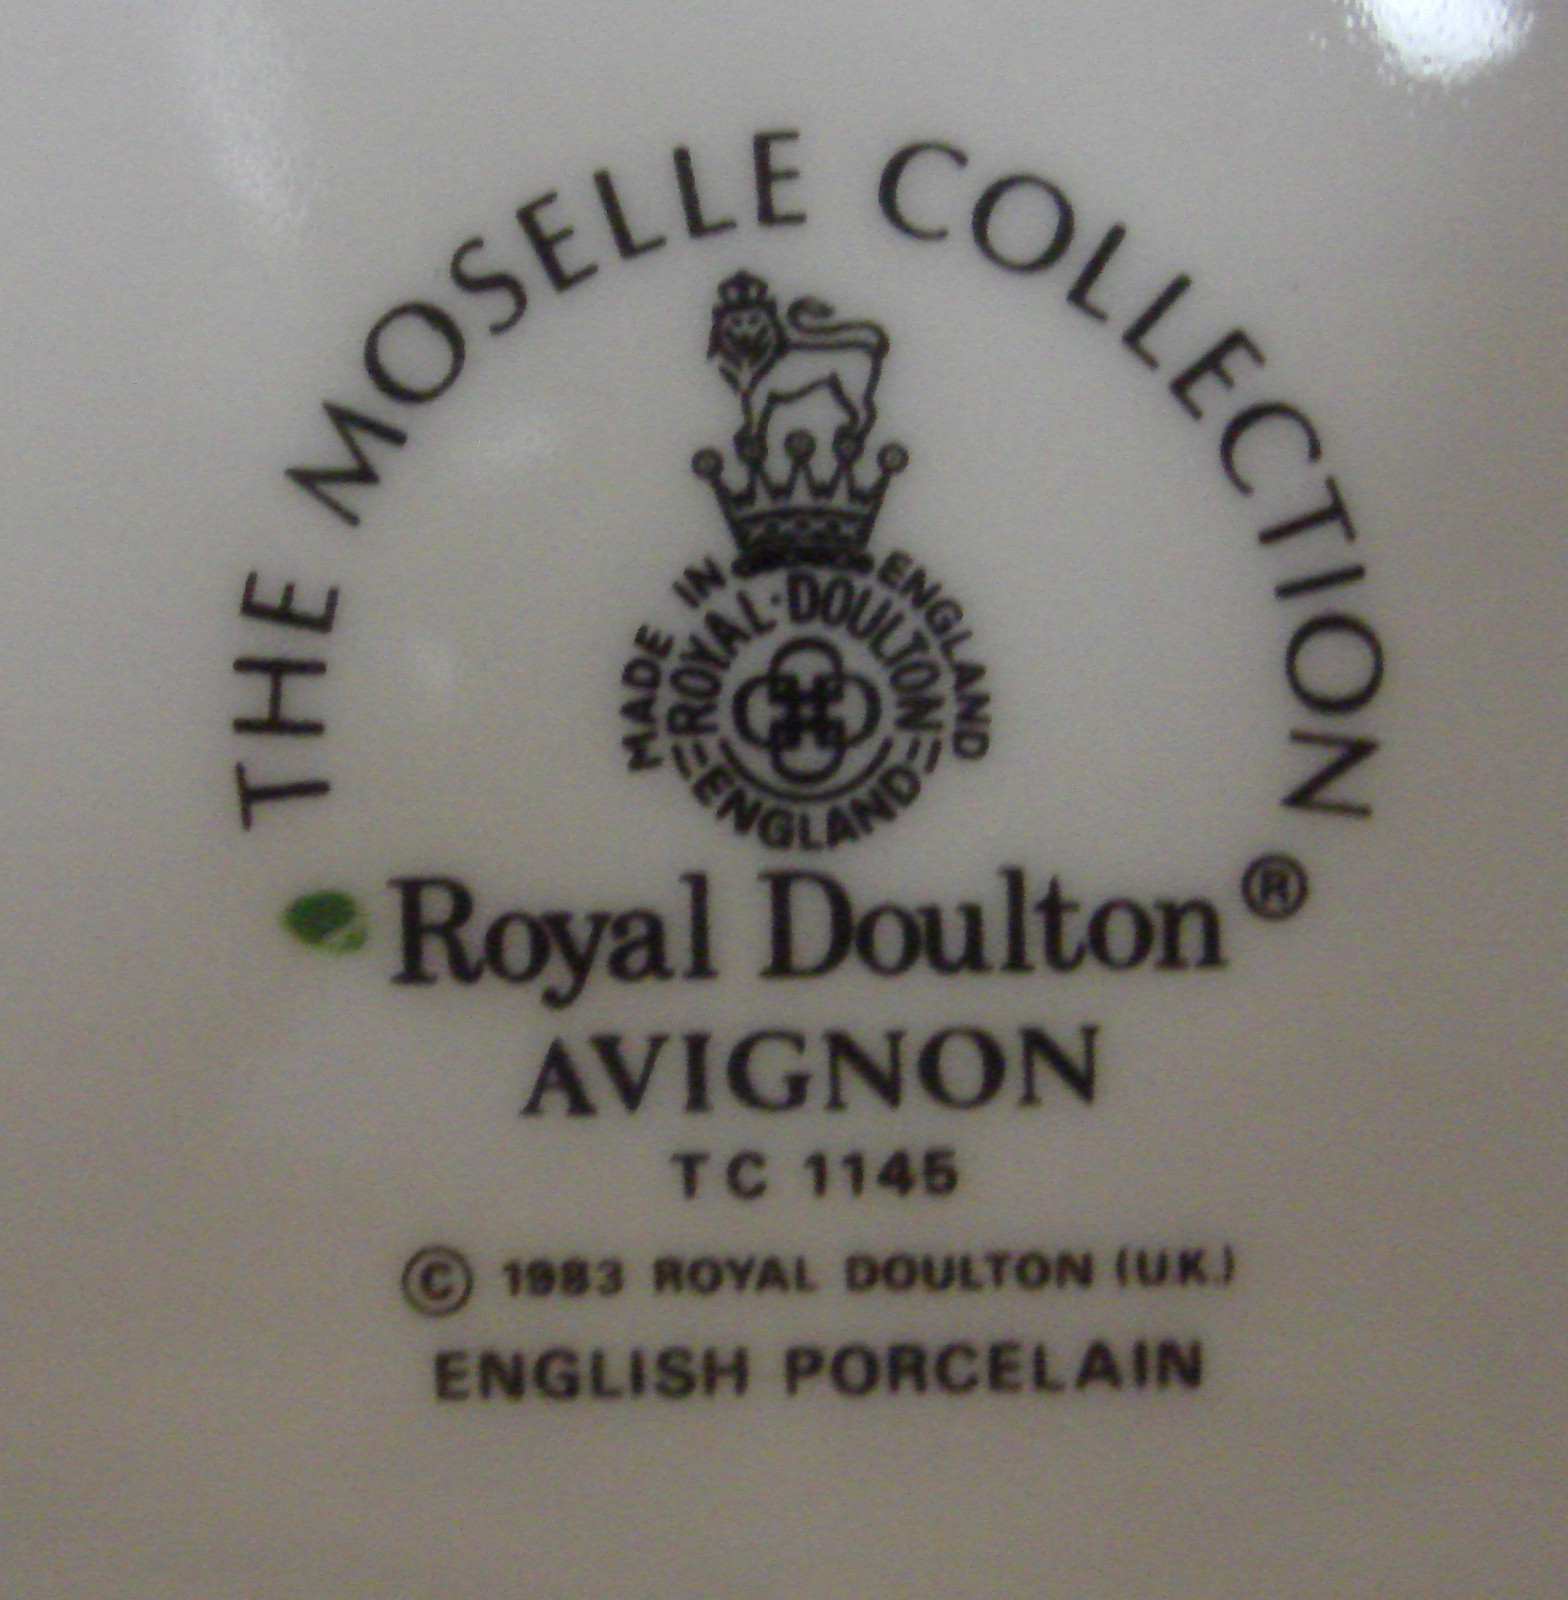 THE MOSELLE COLLECTION
MADE IN ENGLAND
ROYAL·DOULTON
ENGLAND
Royal Doulton®
AVIGNON
TC 1145
© 1983 ROYAL DOULTON (U.K.)
ENGLISH PORCELAIN